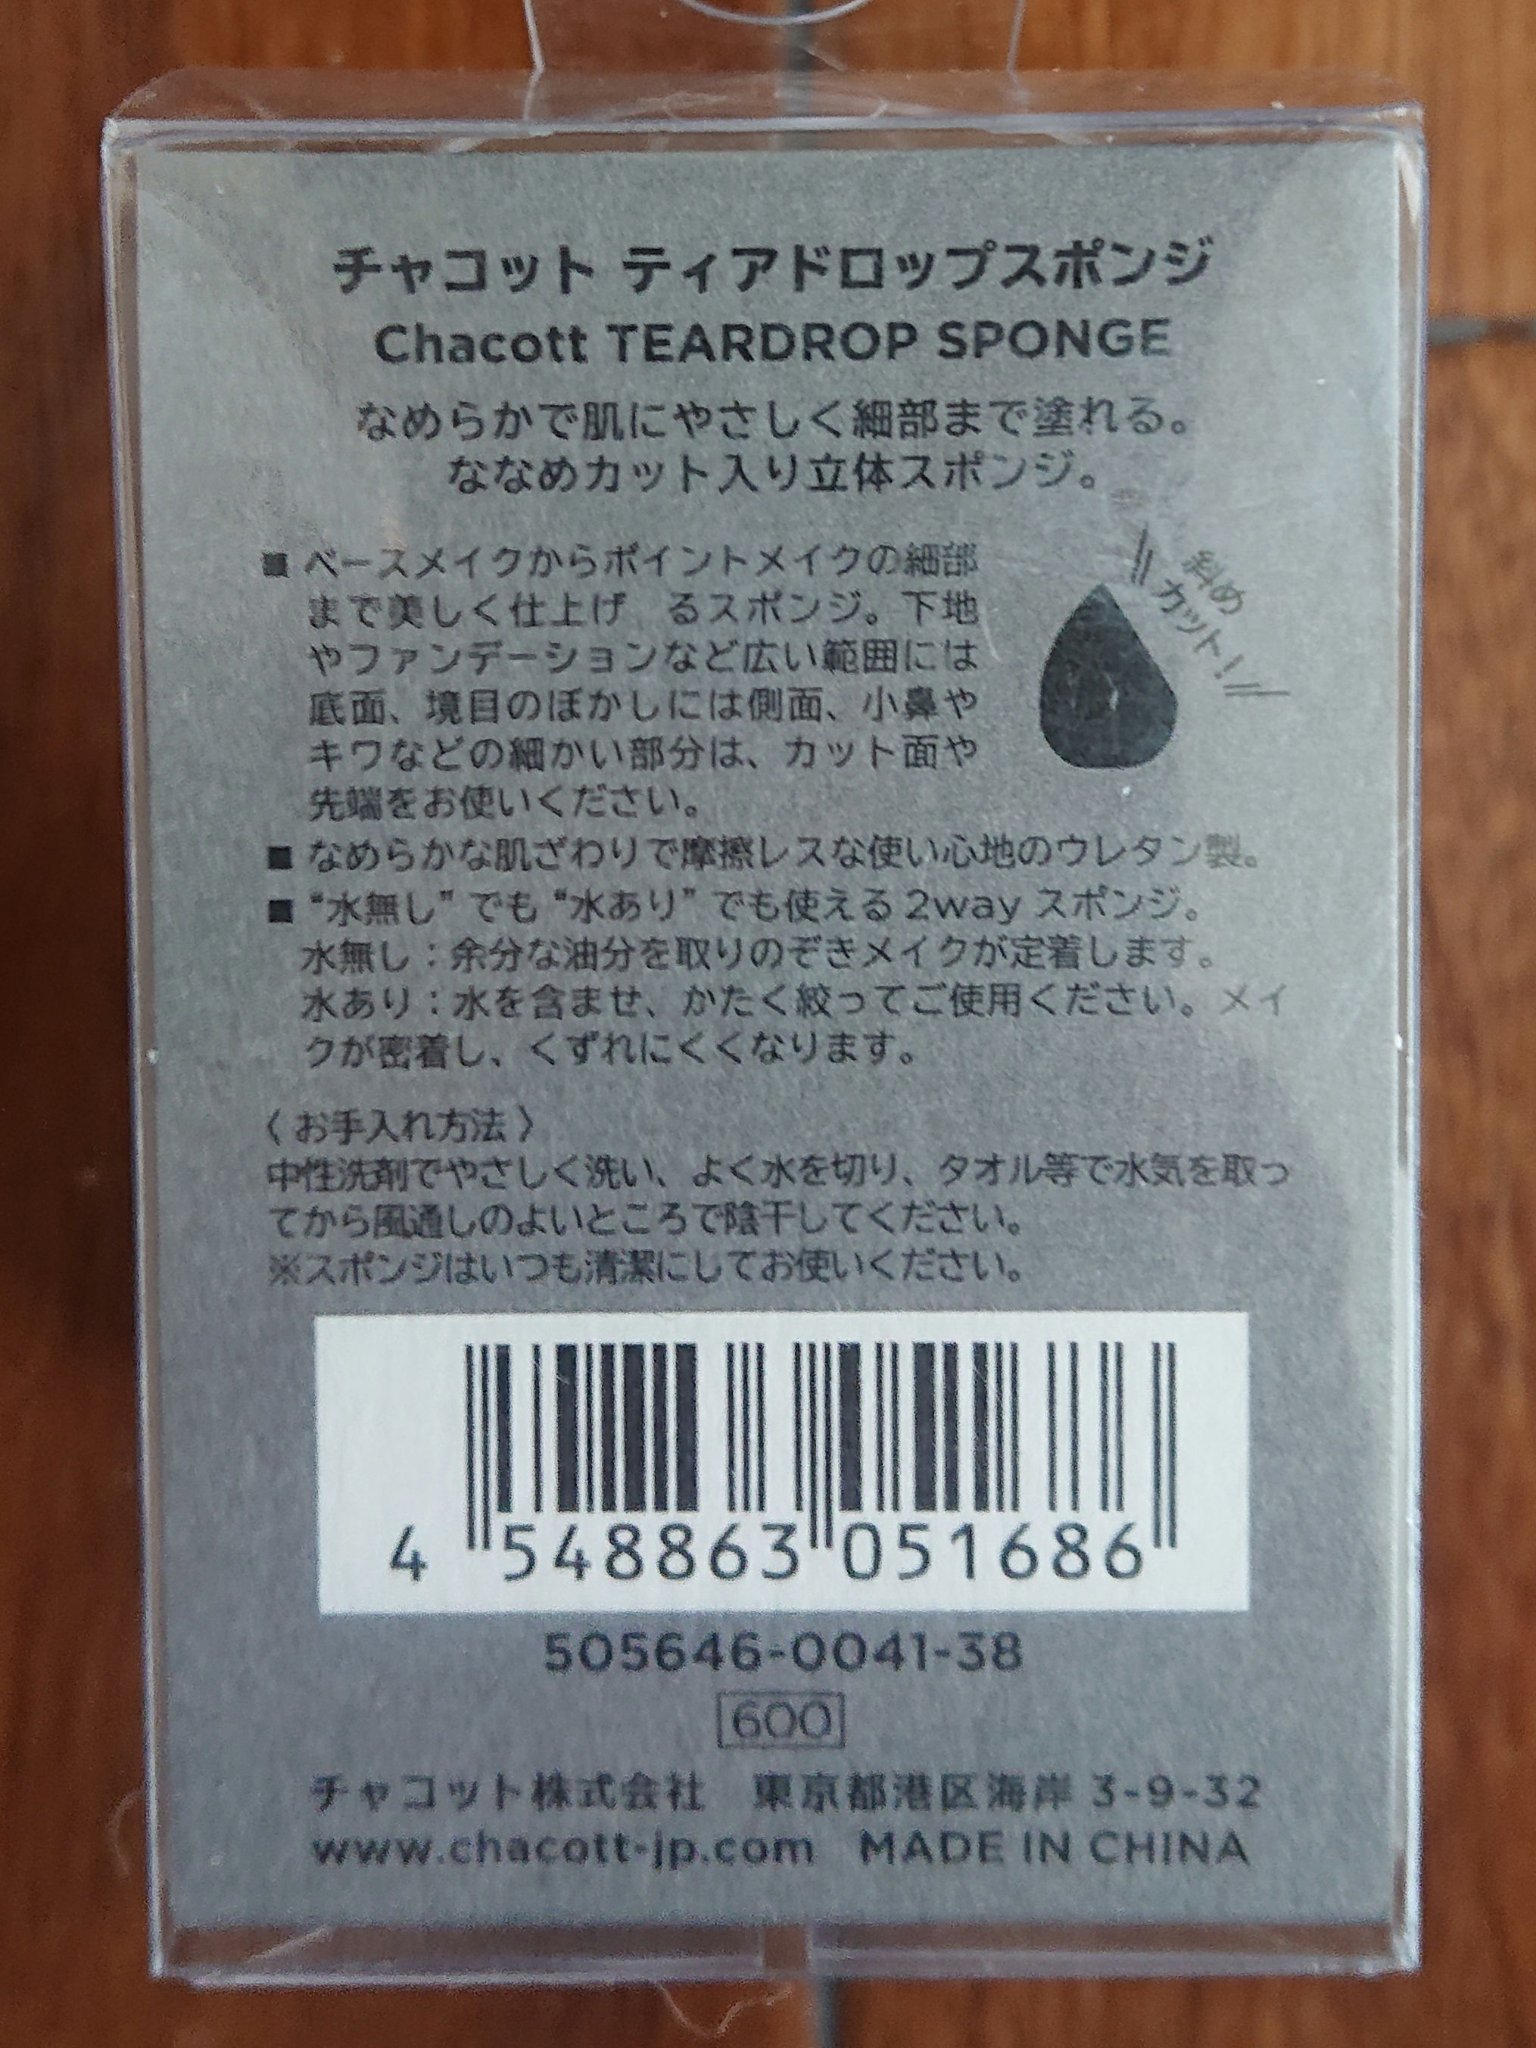 チャコット ティアドロップスポンジ
Chacott TEARDROP SPONGE
なめらかで肌にやさしく細部まで塗れる。
ななめカット入り立体スポンジ。
■ ベースメイクからポイントメイクの細部
まで美しく仕上げ るスポンジ。下地
やファンデーションなど広い範囲には
底面、境目のぼかしには側面、小鼻や
キワなどの細かい部分は、カット面や
先端をお使いください。
斜め
カット!
■ なめらかな肌ざわりで摩擦レスな使い心地のウレタン製。
■ “水無し” でも “水あり” でも使える 2way スポンジ。
水無し：余分な油分を取りのぞきメイクが定着します。
水あり：水を含ませ、かたく絞ってご使用ください。メイ
クが密着し、くずれにくくなります。
〈お手入れ方法〉
中性洗剤でやさしく洗い、よく水を切り、タオル等で水気を取っ
てから風通しのよいところで陰干してください。
※スポンジはいつも清潔にしてお使いください。
4 548863 051686
505646-0041-38
600
チャコット株式会社 東京都港区海岸 3-9-32
www.chacott-jp.com MADE IN CHINA